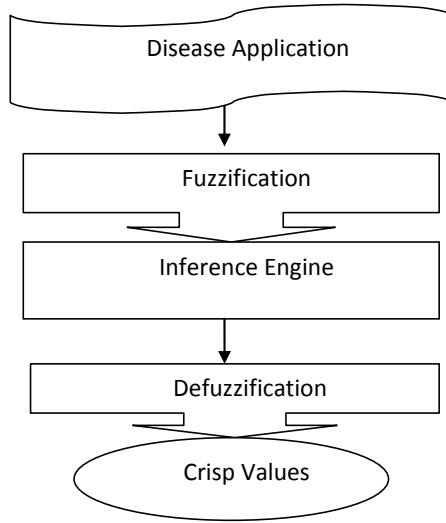 Disease Application
Fuzzification
Inference Engine
Defuzzification
Crisp Values